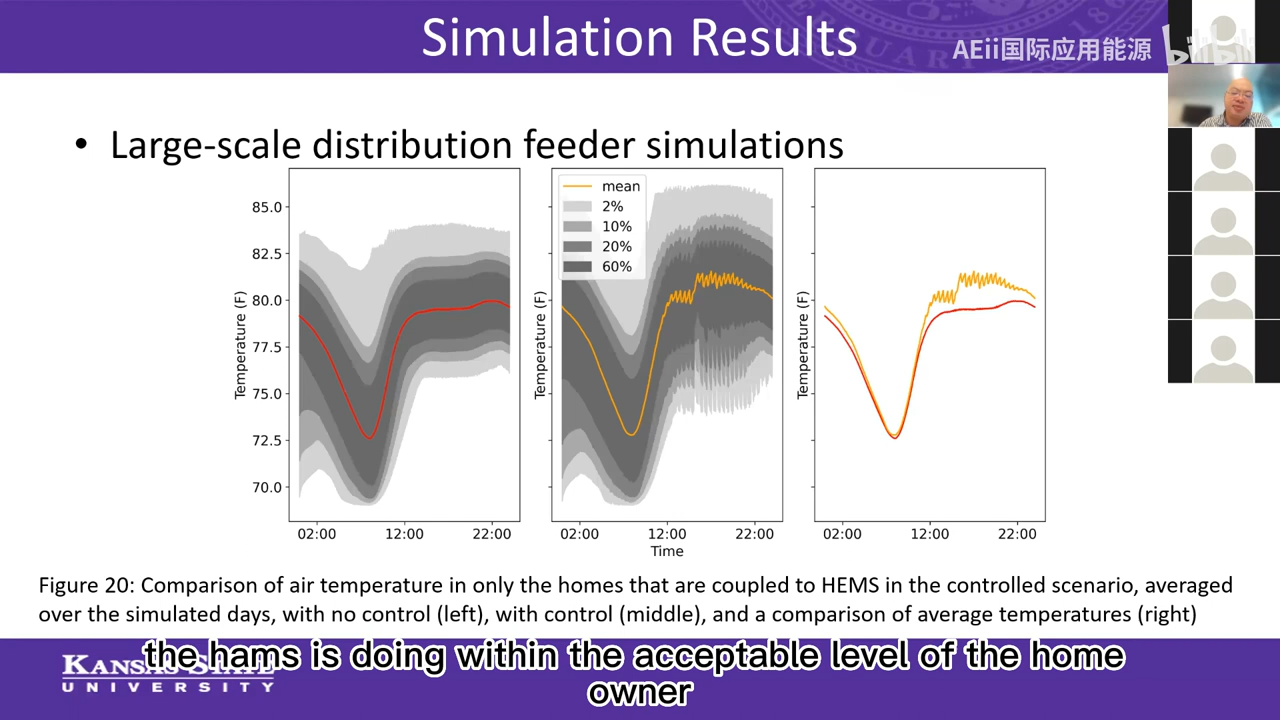 Simulation Results
AEii国际应用能源
bilibili
• Large-scale distribution feeder simulations
mean
2%
10%
20%
60%
85.0
82.5
80.0
77.5
75.0
72.5
70.0
Temperature (F)
Temperature (F)
Temperature (F)
02:00 12:00 22:00
02:00 12:00 22:00
02:00 12:00 22:00
Time
Figure 20: Comparison of air temperature in only the homes that are coupled to HEMS in the controlled scenario, averaged
over the simulated days, with no control (left), with control (middle), and a comparison of average temperatures (right)
KANSAS STATE
UNIVERSITY
the hams is doing within the acceptable level of the home
owner